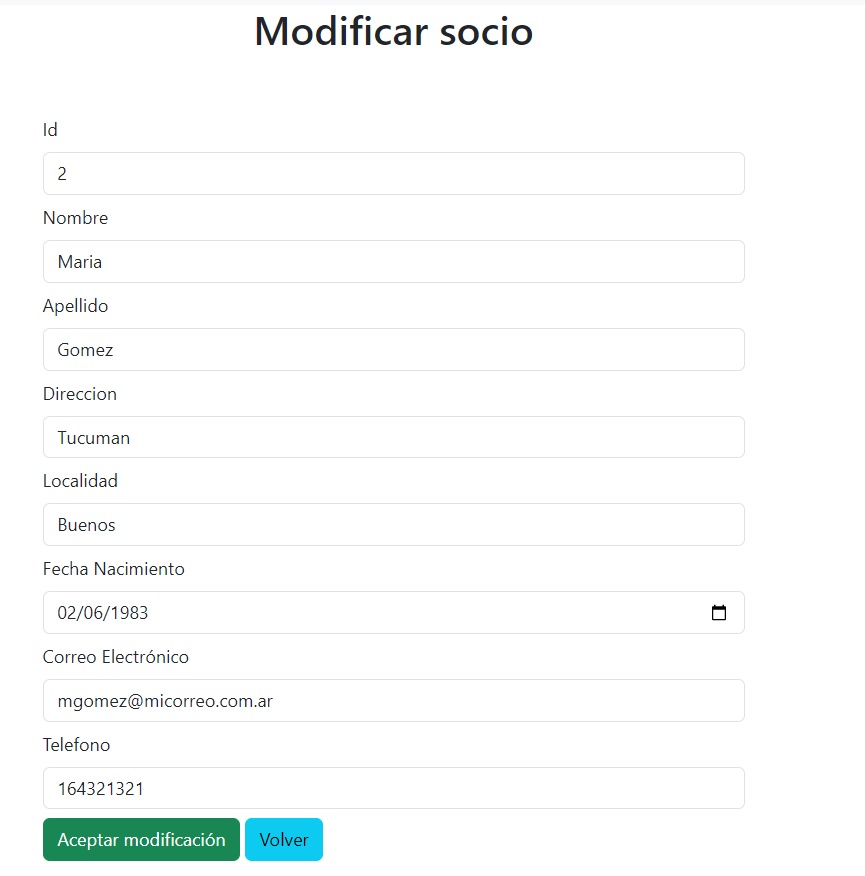 Modificar socio
Id
2
Nombre
Maria
Apellido
Gomez
Direccion
Tucuman
Localidad
Buenos
Fecha Nacimiento
02/06/1983
Correo Electrónico
mgomez@micorreo.com.ar
Telefono
164321321
Aceptar modificación Volver